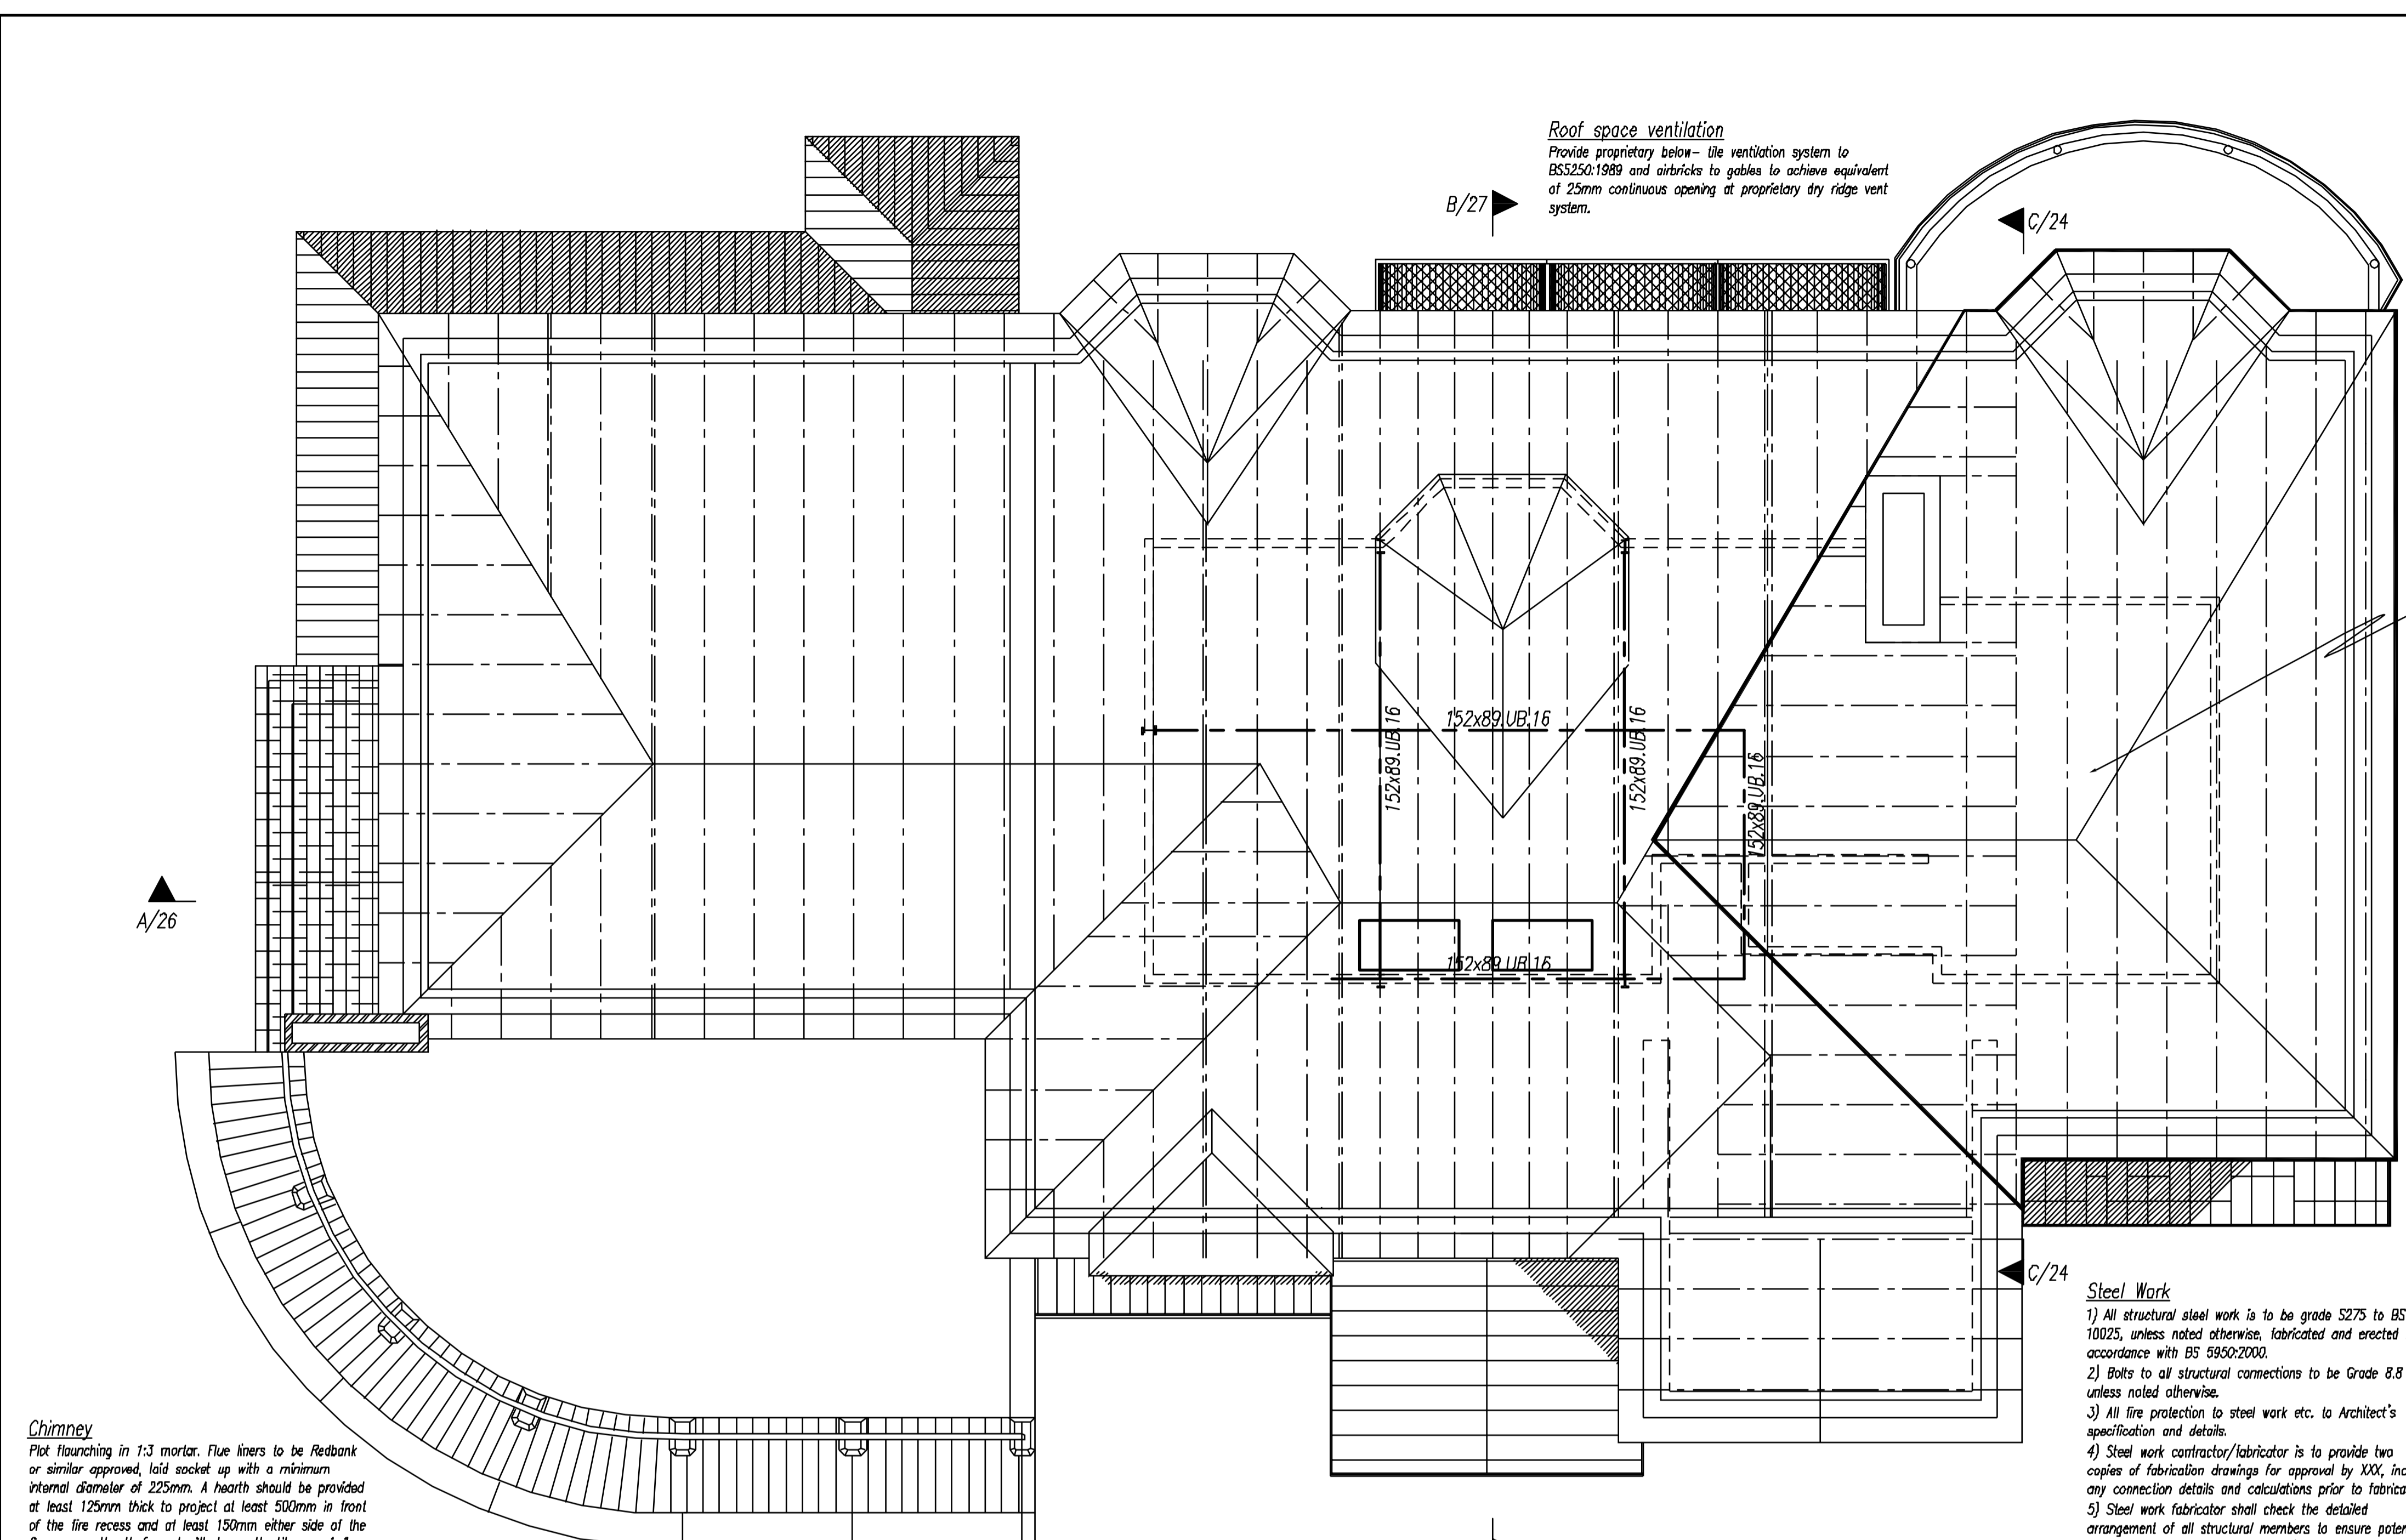 Roof space ventilation
Provide proprietary below- tile ventilation system to
BS5250:1989 and airbricks to gables to achieve equivalent
of 25mm continuous opening at proprietary dry ridge vent
system.
B/27
C/24
152x89.UB.16
152x89.UB.16
152x89.UB.16
152x89.UB.16
152x89.UB.16
A/26
C/24
Steel Work
1) All structural steel work is to be grade S275 to BS
10025, unless noted otherwise, fabricated and erected
accordance with BS 5950:2000.
2) Bolts to all structural connections to be Grade 8.8
unless noted otherwise.
3) All fire protection to steel work etc. to Architect's
specification and details.
4) Steel work contractor/fabricator is to provide two
copies of fabrication drawings for approval by XXX, inc
any connection details and calculations prior to fabrica
5) Steel work fabricator shall check the detailed
arrangement of all structural members to ensure poten
Chimney
Plot flaunching in 1:3 mortar. Flue liners to be Redbank
or similar approved, laid socket up with a minimum
internal diameter of 225mm. A hearth should be provided
at least 125mm thick to project at least 500mm in front
of the fire recess and at least 150mm either side of the